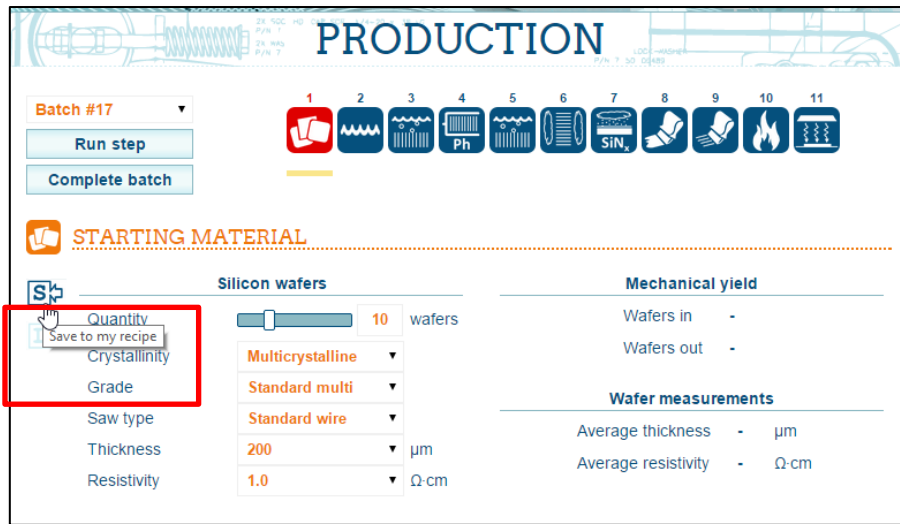 PRODUCTION
Batch #17
Run step
Complete batch
1 2 3 4 5 6 7 8 9 10 11
Ph
SiNx
STARTING MATERIAL
S
Silicon wafers
Quantity 10 wafers
Save to my recipe
Crystallinity Multicrystalline
Grade Standard multi
Saw type Standard wire
Thickness 200 µm
Resistivity 1.0 Ω·cm
Mechanical yield
Wafers in -
Wafers out -
Wafer measurements
Average thickness - µm
Average resistivity - Ω·cm